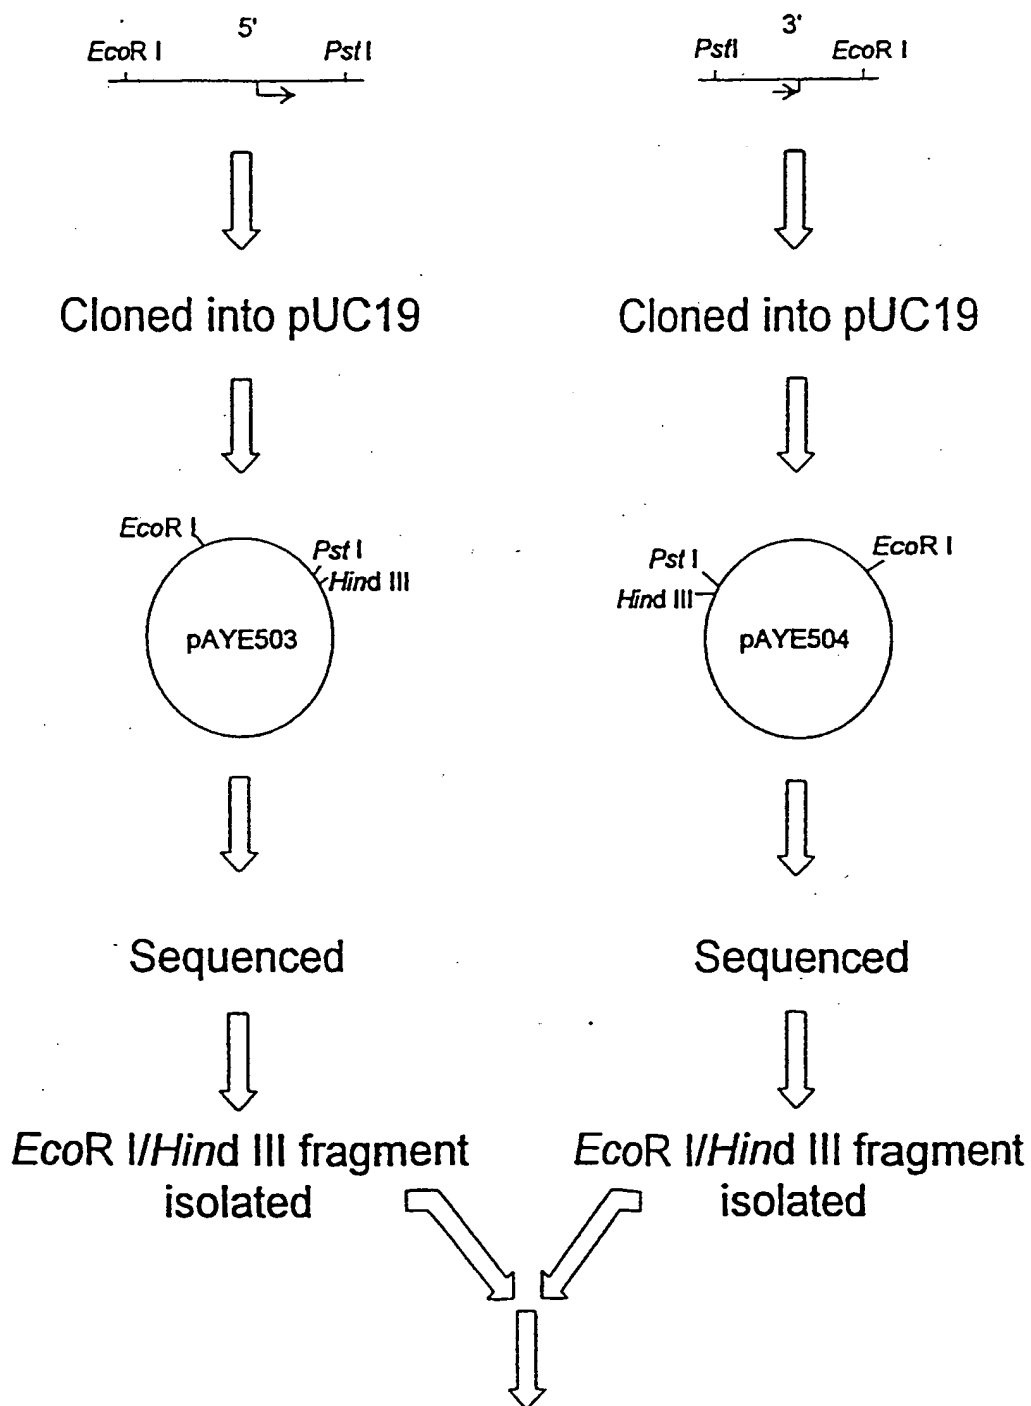 5'
EcoR I
Pst I
3'
PstI
EcoR I
Cloned into pUC19
Cloned into pUC19
EcoR I
Pst I
Hind III
pAYE503
Pst I
Hind III
EcoR I
pAYE504
Sequenced
Sequenced
EcoR I/Hind III fragment
isolated
EcoR I/Hind III fragment
isolated